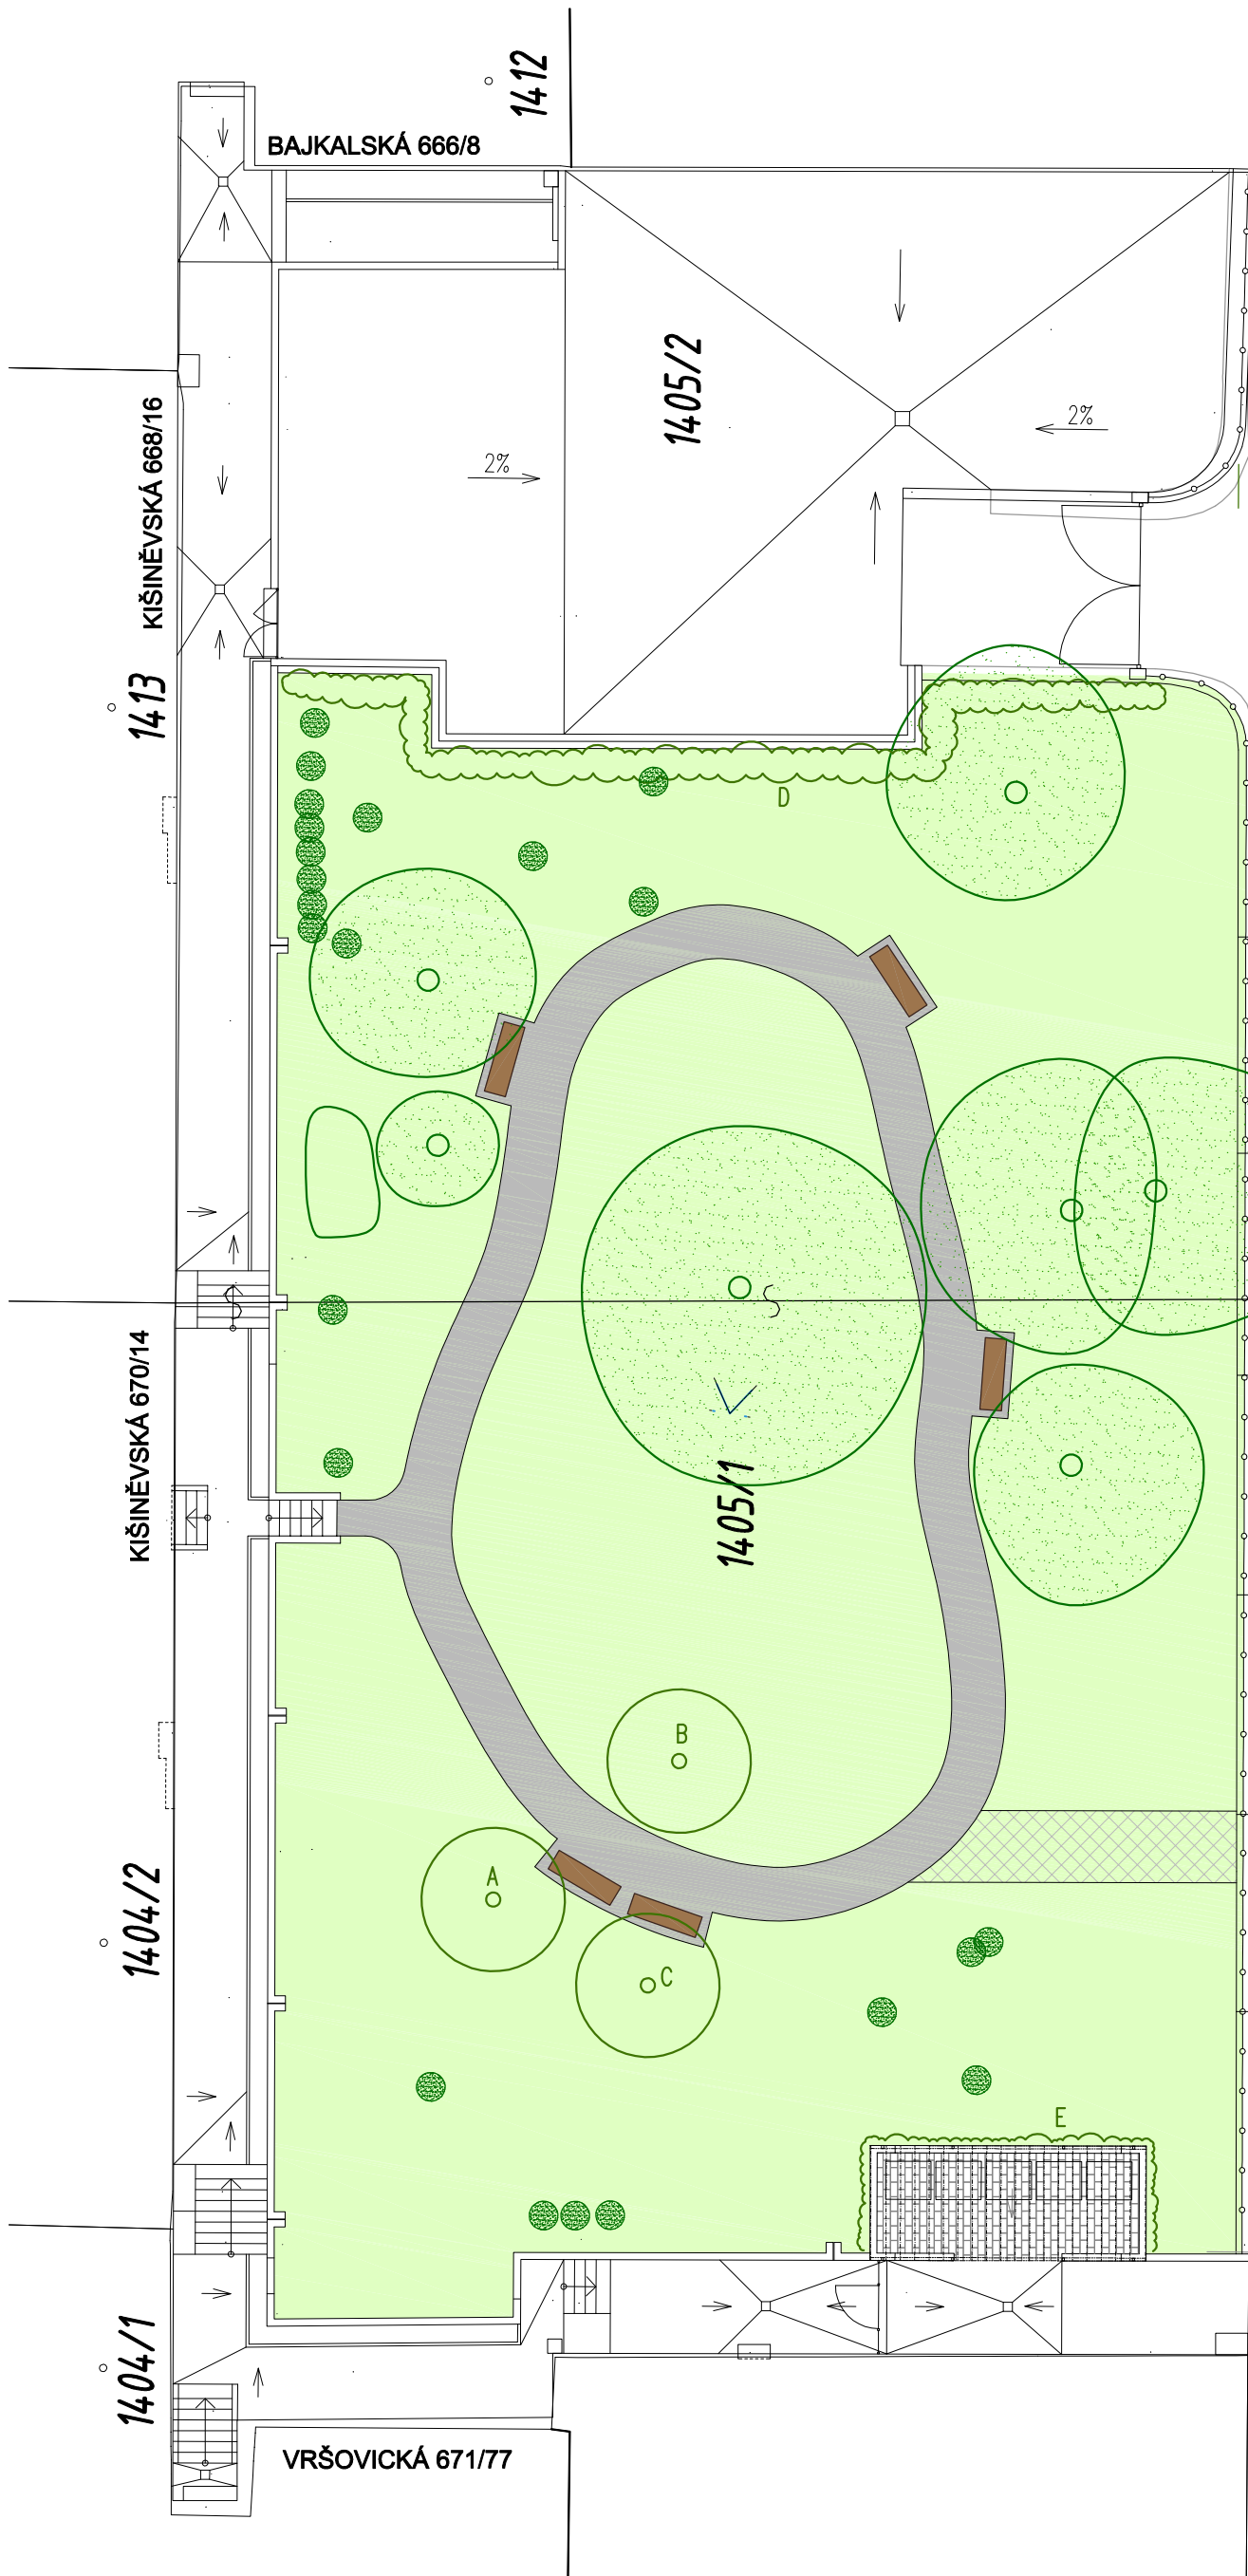 1412
BAJKALSKÁ 666/8
1405/2
2%
2%
KIŠINĚVSKÁ 668/16
1413
D
KIŠINĚVSKÁ 670/14
1405/1
B
A
1404/2
C
E
1404/1
VRŠOVICKÁ 671/77